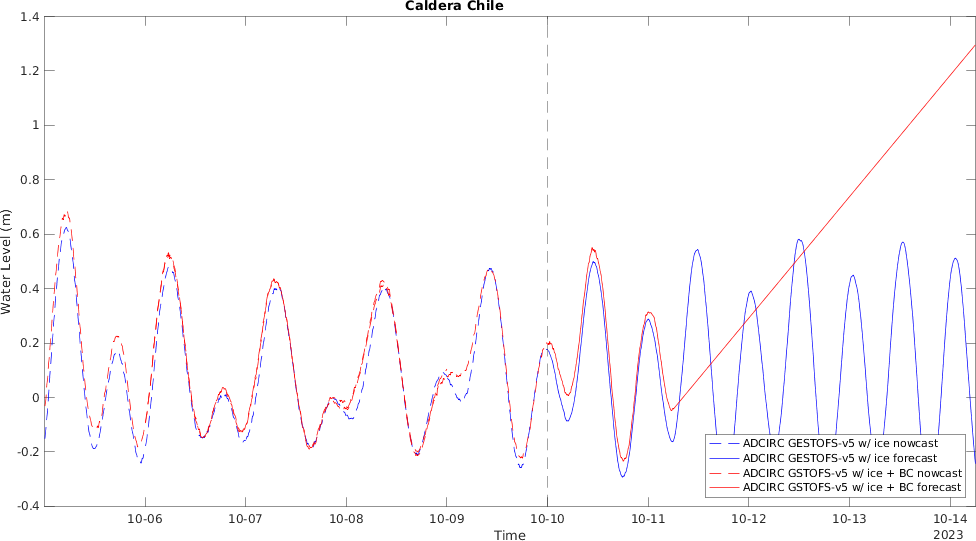 Caldera Chile
1.4
1.2
1
0.8
0.6
0.4
0.2
0
-0.2
-0.4
Water Level (m)
ADCIRC GESTOFS-v5 w/ ice nowcast
ADCIRC GESTOFS-v5 w/ ice forecast
ADCIRC GSTOFS-v5 w/ ice + BC nowcast
ADCIRC GSTOFS-v5 w/ ice + BC forecast
10-06 10-07 10-08 10-09 10-10 10-11 10-12 10-13 10-14
2023
Time